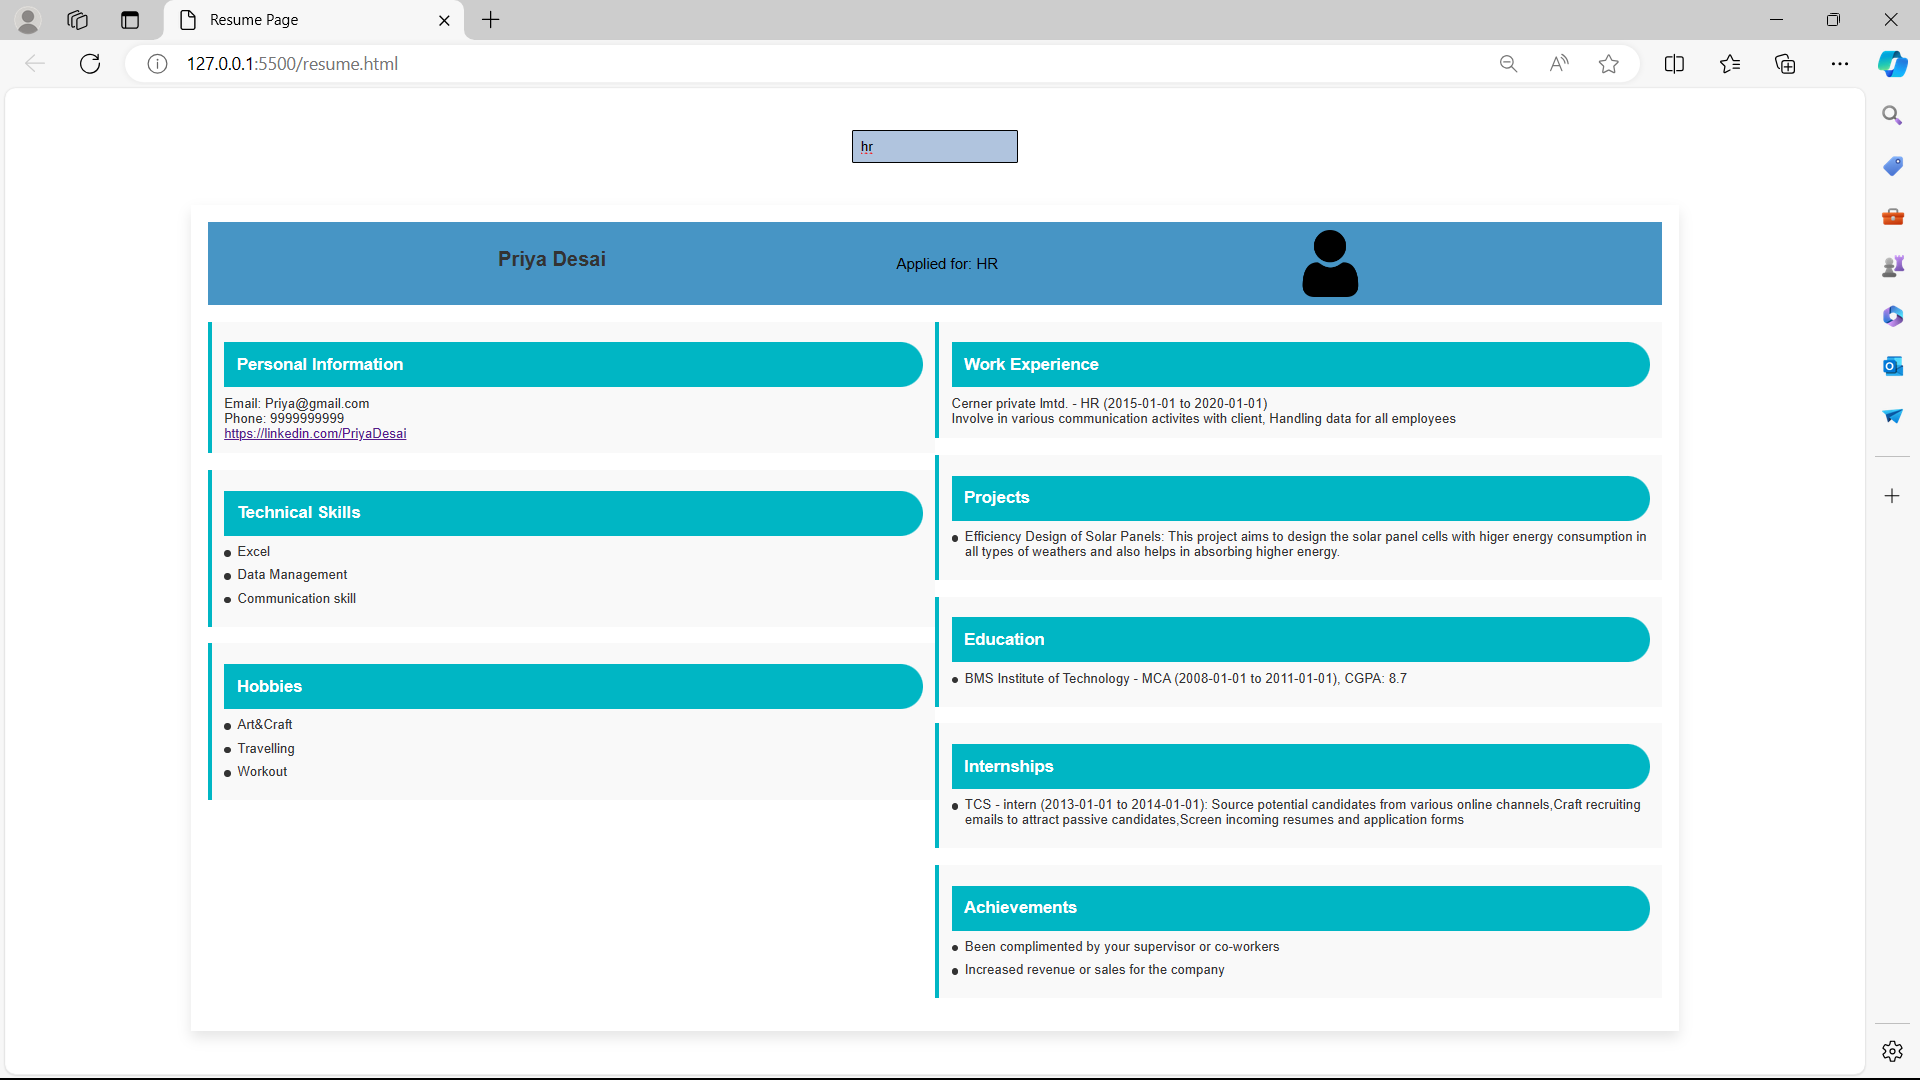 Resume Page
127.0.0.1:5500/resume.html
hr
Priya Desai
Applied for: HR
Personal Information
Email: Priya@gmail.com
Phone: 9999999999
https://linkedin.com/PriyaDesai
Technical Skills
Excel
Data Management
Communication skill
Hobbies
Art&Craft
Travelling
Workout
Work Experience
Cerner private lmtd. - HR (2015-01-01 to 2020-01-01)
Involve in various communication activites with client, Handling data for all employees
Projects
Efficiency Design of Solar Panels: This project aims to design the solar panel cells with higer energy consumption in
all types of weathers and also helps in absorbing higher energy.
Education
BMS Institute of Technology - MCA (2008-01-01 to 2011-01-01), CGPA: 8.7
Internships
TCS - intern (2013-01-01 to 2014-01-01): Source potential candidates from various online channels,Craft recruiting
emails to attract passive candidates,Screen incoming resumes and application forms
Achievements
Been complimented by your supervisor or co-workers
Increased revenue or sales for the company